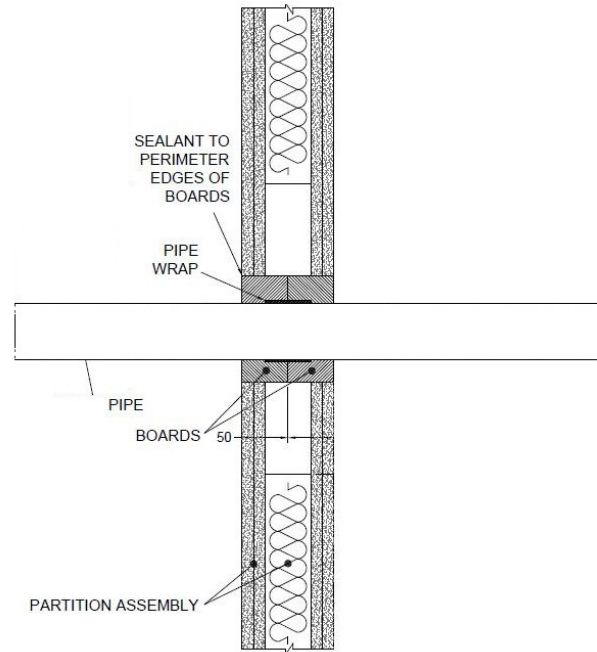 SEALANT TO
PERIMETER
EDGES OF
BOARDS
PIPE
WRAP
PIPE
BOARDS
50
PARTITION ASSEMBLY